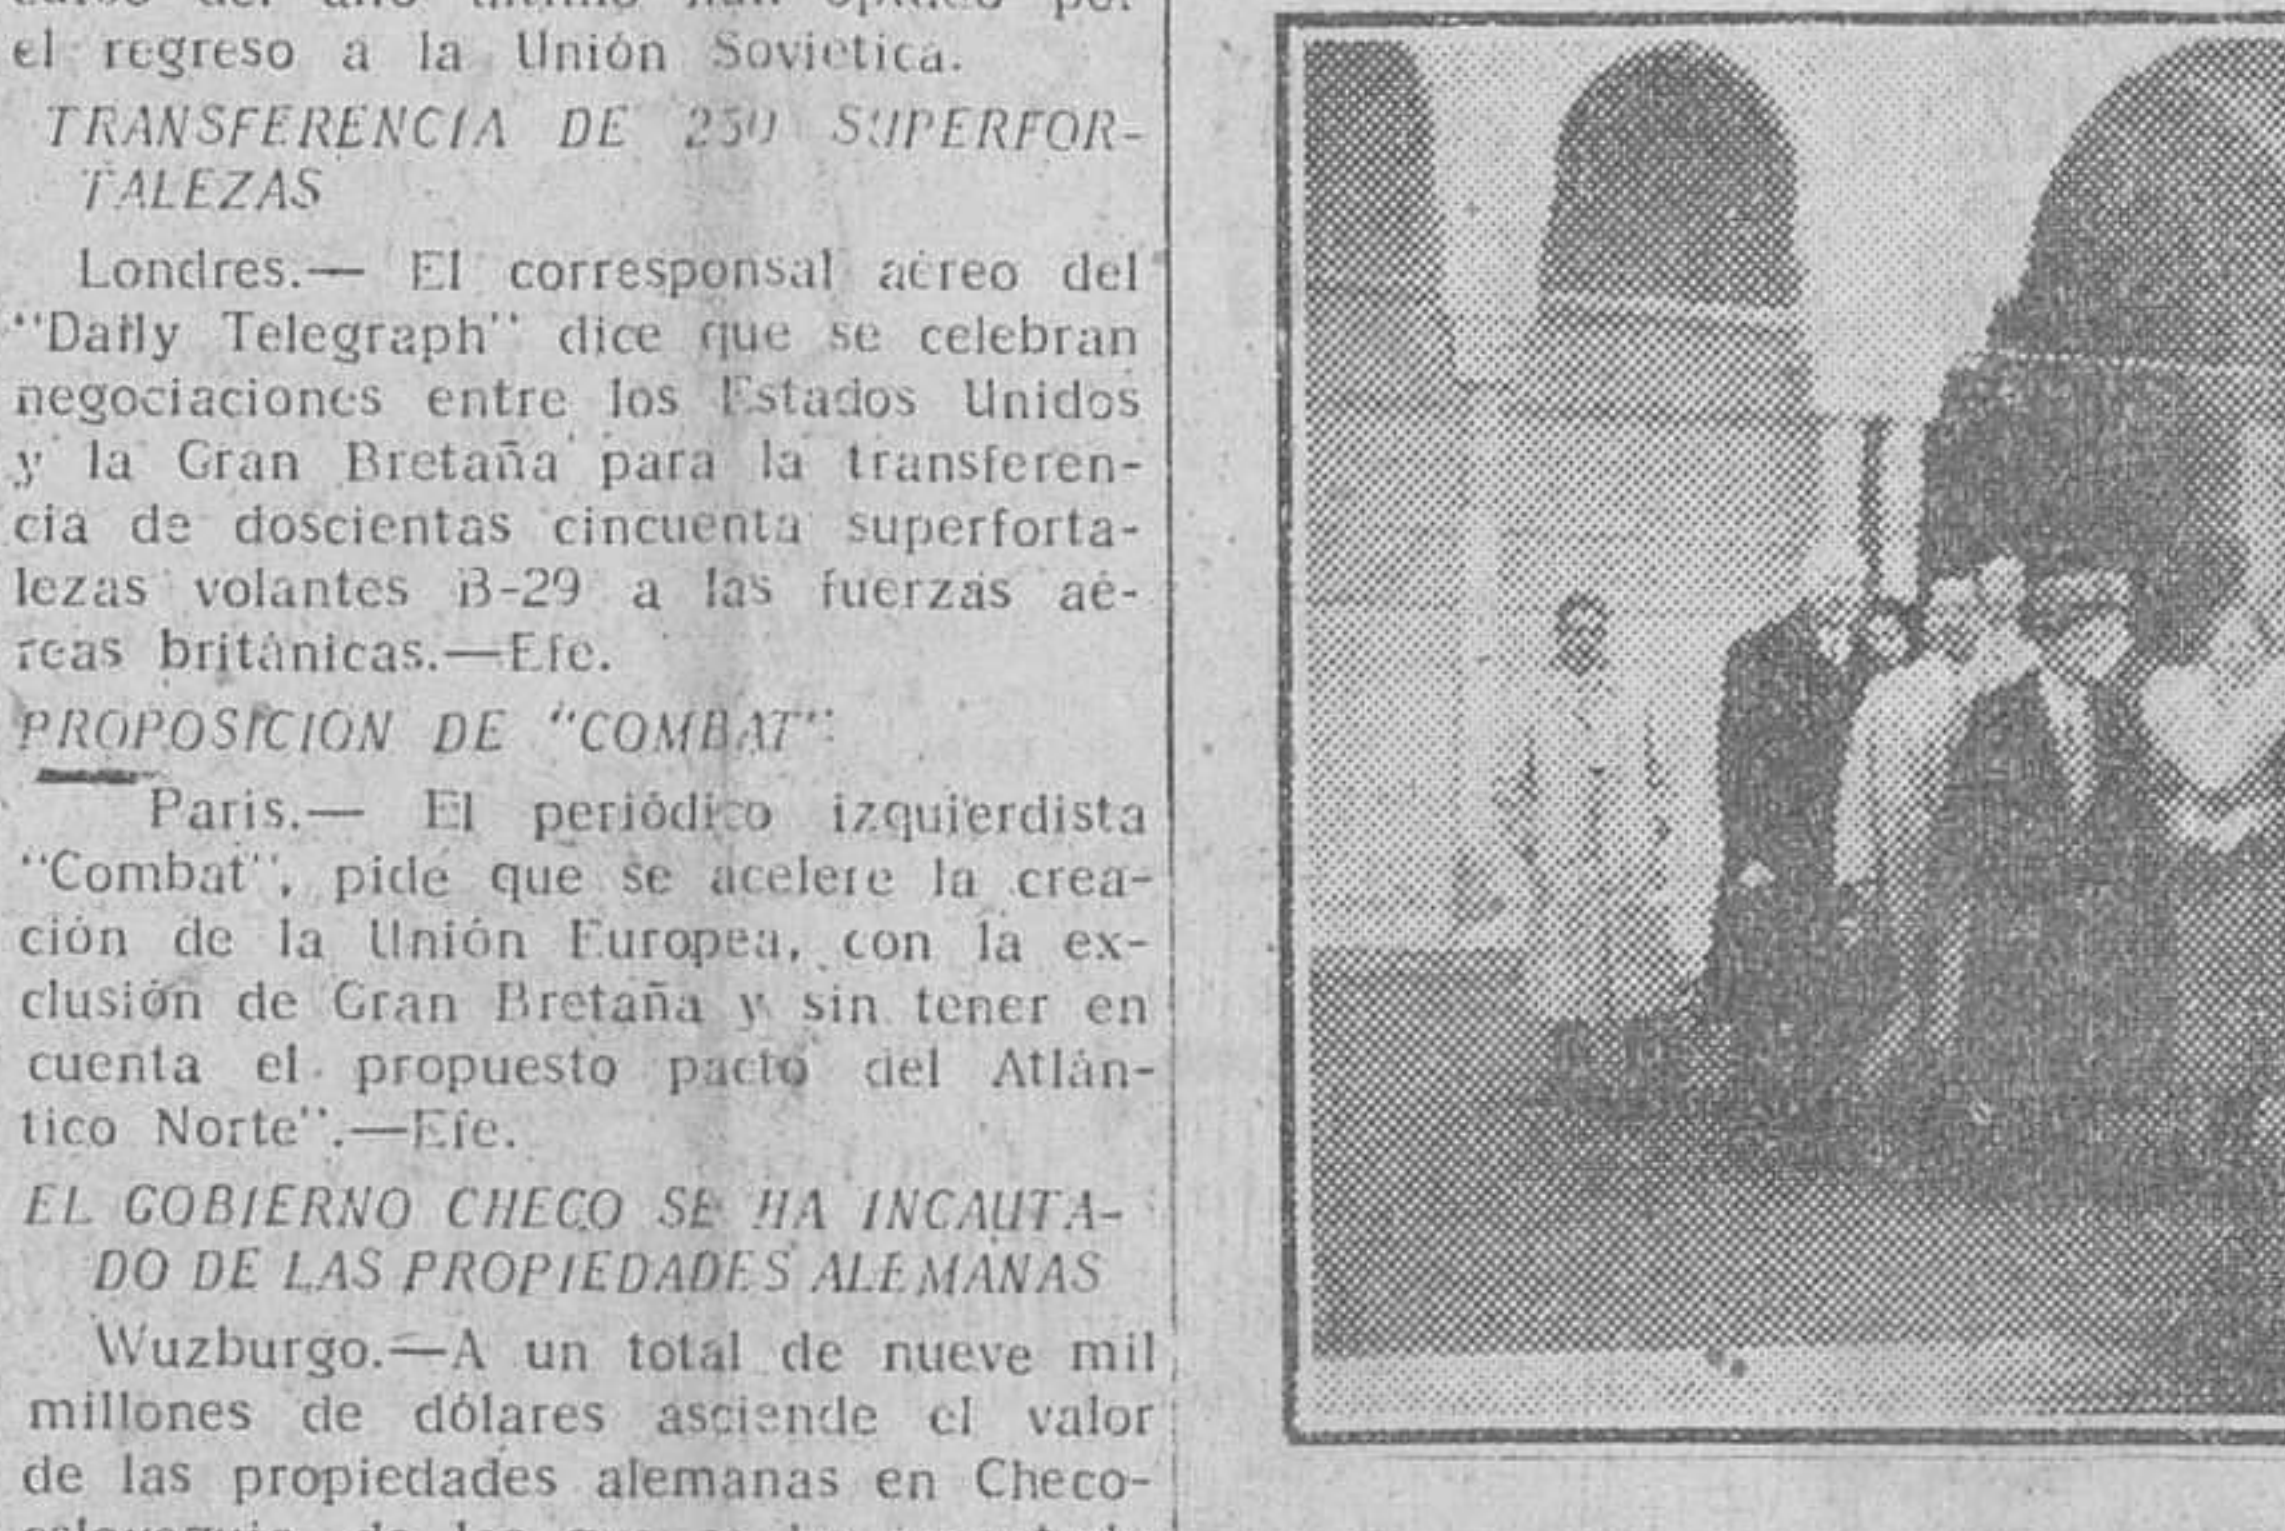 el regreso a la Unión Sovietica.
TRANSFERENCIA DE 250 SUPERFOR-
TALEZAS
Londres.— El corresponsal aéreo del
"Daily Telegraph" dice que se celebran
negociaciones entre los Estados Unidos
y la Gran Bretaña para la transferen-
cia de doscientas cincuenta superforta-
lezas volantes B-29 a las fuerzas aé-
reas británicas.—Efe.
PROPOSICION DE "COMBAT"
Paris.— El periódico izquierdista
"Combat", pide que se acelere la crea-
ción de la Unión Europea, con la ex-
clusión de Gran Bretaña y sin tener en
cuenta el propuesto pacto del Atlán-
tico Norte".—Efe.
EL GOBIERNO CHECO SE HA INCAUTA-
DO DE LAS PROPIEDADES ALEMANAS
Wuzburgo.—A un total de nueve mil
millones de dólares asciende el valor
de las propiedades alemanas en Checo-